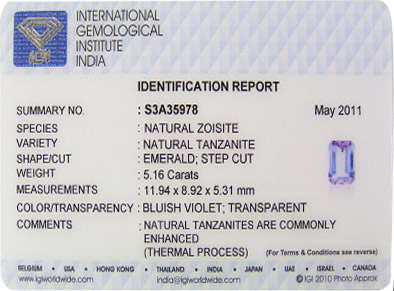 INTERNATIONAL
GEMOLOGICAL
INSTITUTE
INDIA
IGI
IDENTIFICATION REPORT
SUMMARY NO. : S3A35978 May 2011
SPECIES : NATURAL ZOISITE
VARIETY : NATURAL TANZANITE
SHAPE/CUT : EMERALD; STEP CUT
WEIGHT : 5.16 Carats
MEASUREMENTS : 11.94 x 8.92 x 5.31 mm
COLOR/TRANSPARENCY : BLUISH VIOLET; TRANSPARENT
COMMENTS : NATURAL TANZANITES ARE COMMONLY
ENHANCED
(THERMAL PROCESS) (For Terms & Conditions see reverse)
BELGIUM • USA • HONG KONG • THAILAND • INDIA • JAPAN • UAE • ISRAEL • CANADA
www.igiworldwide.com india@igiworldwide.com © IGI 2010 Photo Approx